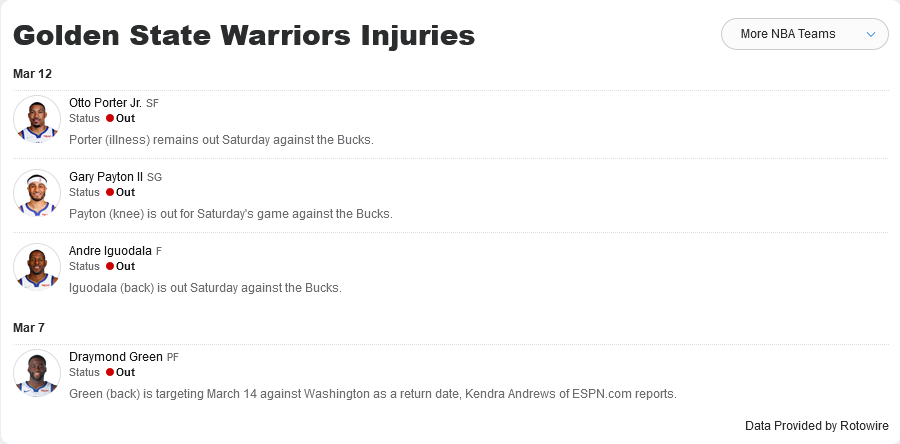 Golden State Warriors Injuries
More NBA Teams
Mar 12
Otto Porter Jr. SF
Status Out
Porter (illness) remains out Saturday against the Bucks.
Gary Payton II SG
Status Out
Payton (knee) is out for Saturday's game against the Bucks.
Andre Iguodala F
Status Out
Iguodala (back) is out Saturday against the Bucks.
Mar 7
Draymond Green PF
Status Out
Green (back) is targeting March 14 against Washington as a return date, Kendra Andrews of ESPN.com reports.
Data Provided by Rotowire